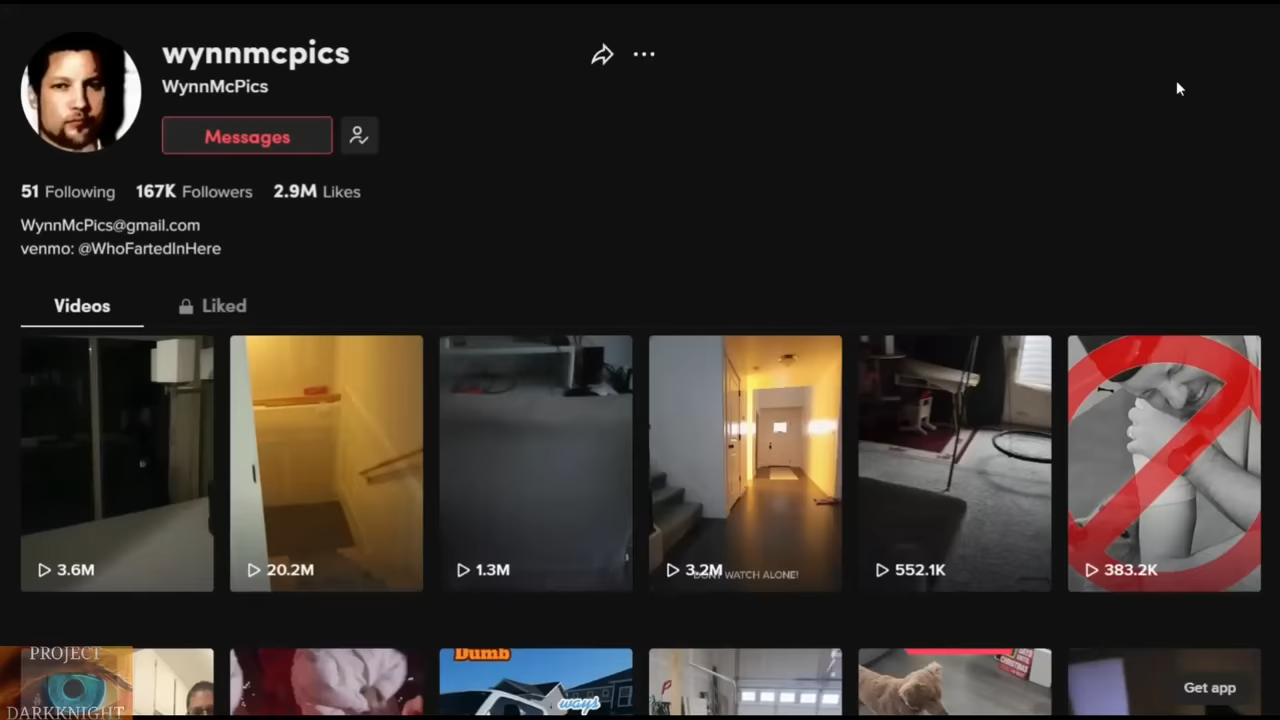 wynnmcpics
WynnMcPics
Messages
51 Following 167K Followers 2.9M Likes
WynnMcPics@gmail.com
venmo: @WhoFartedInHere
Videos Liked
3.6M 20.2M 1.3M 3.2M 552.1K 383.2K
DON'T WATCH ALONE!
PROJECT
DARKKNIGHT
Dumb
ways
Get app